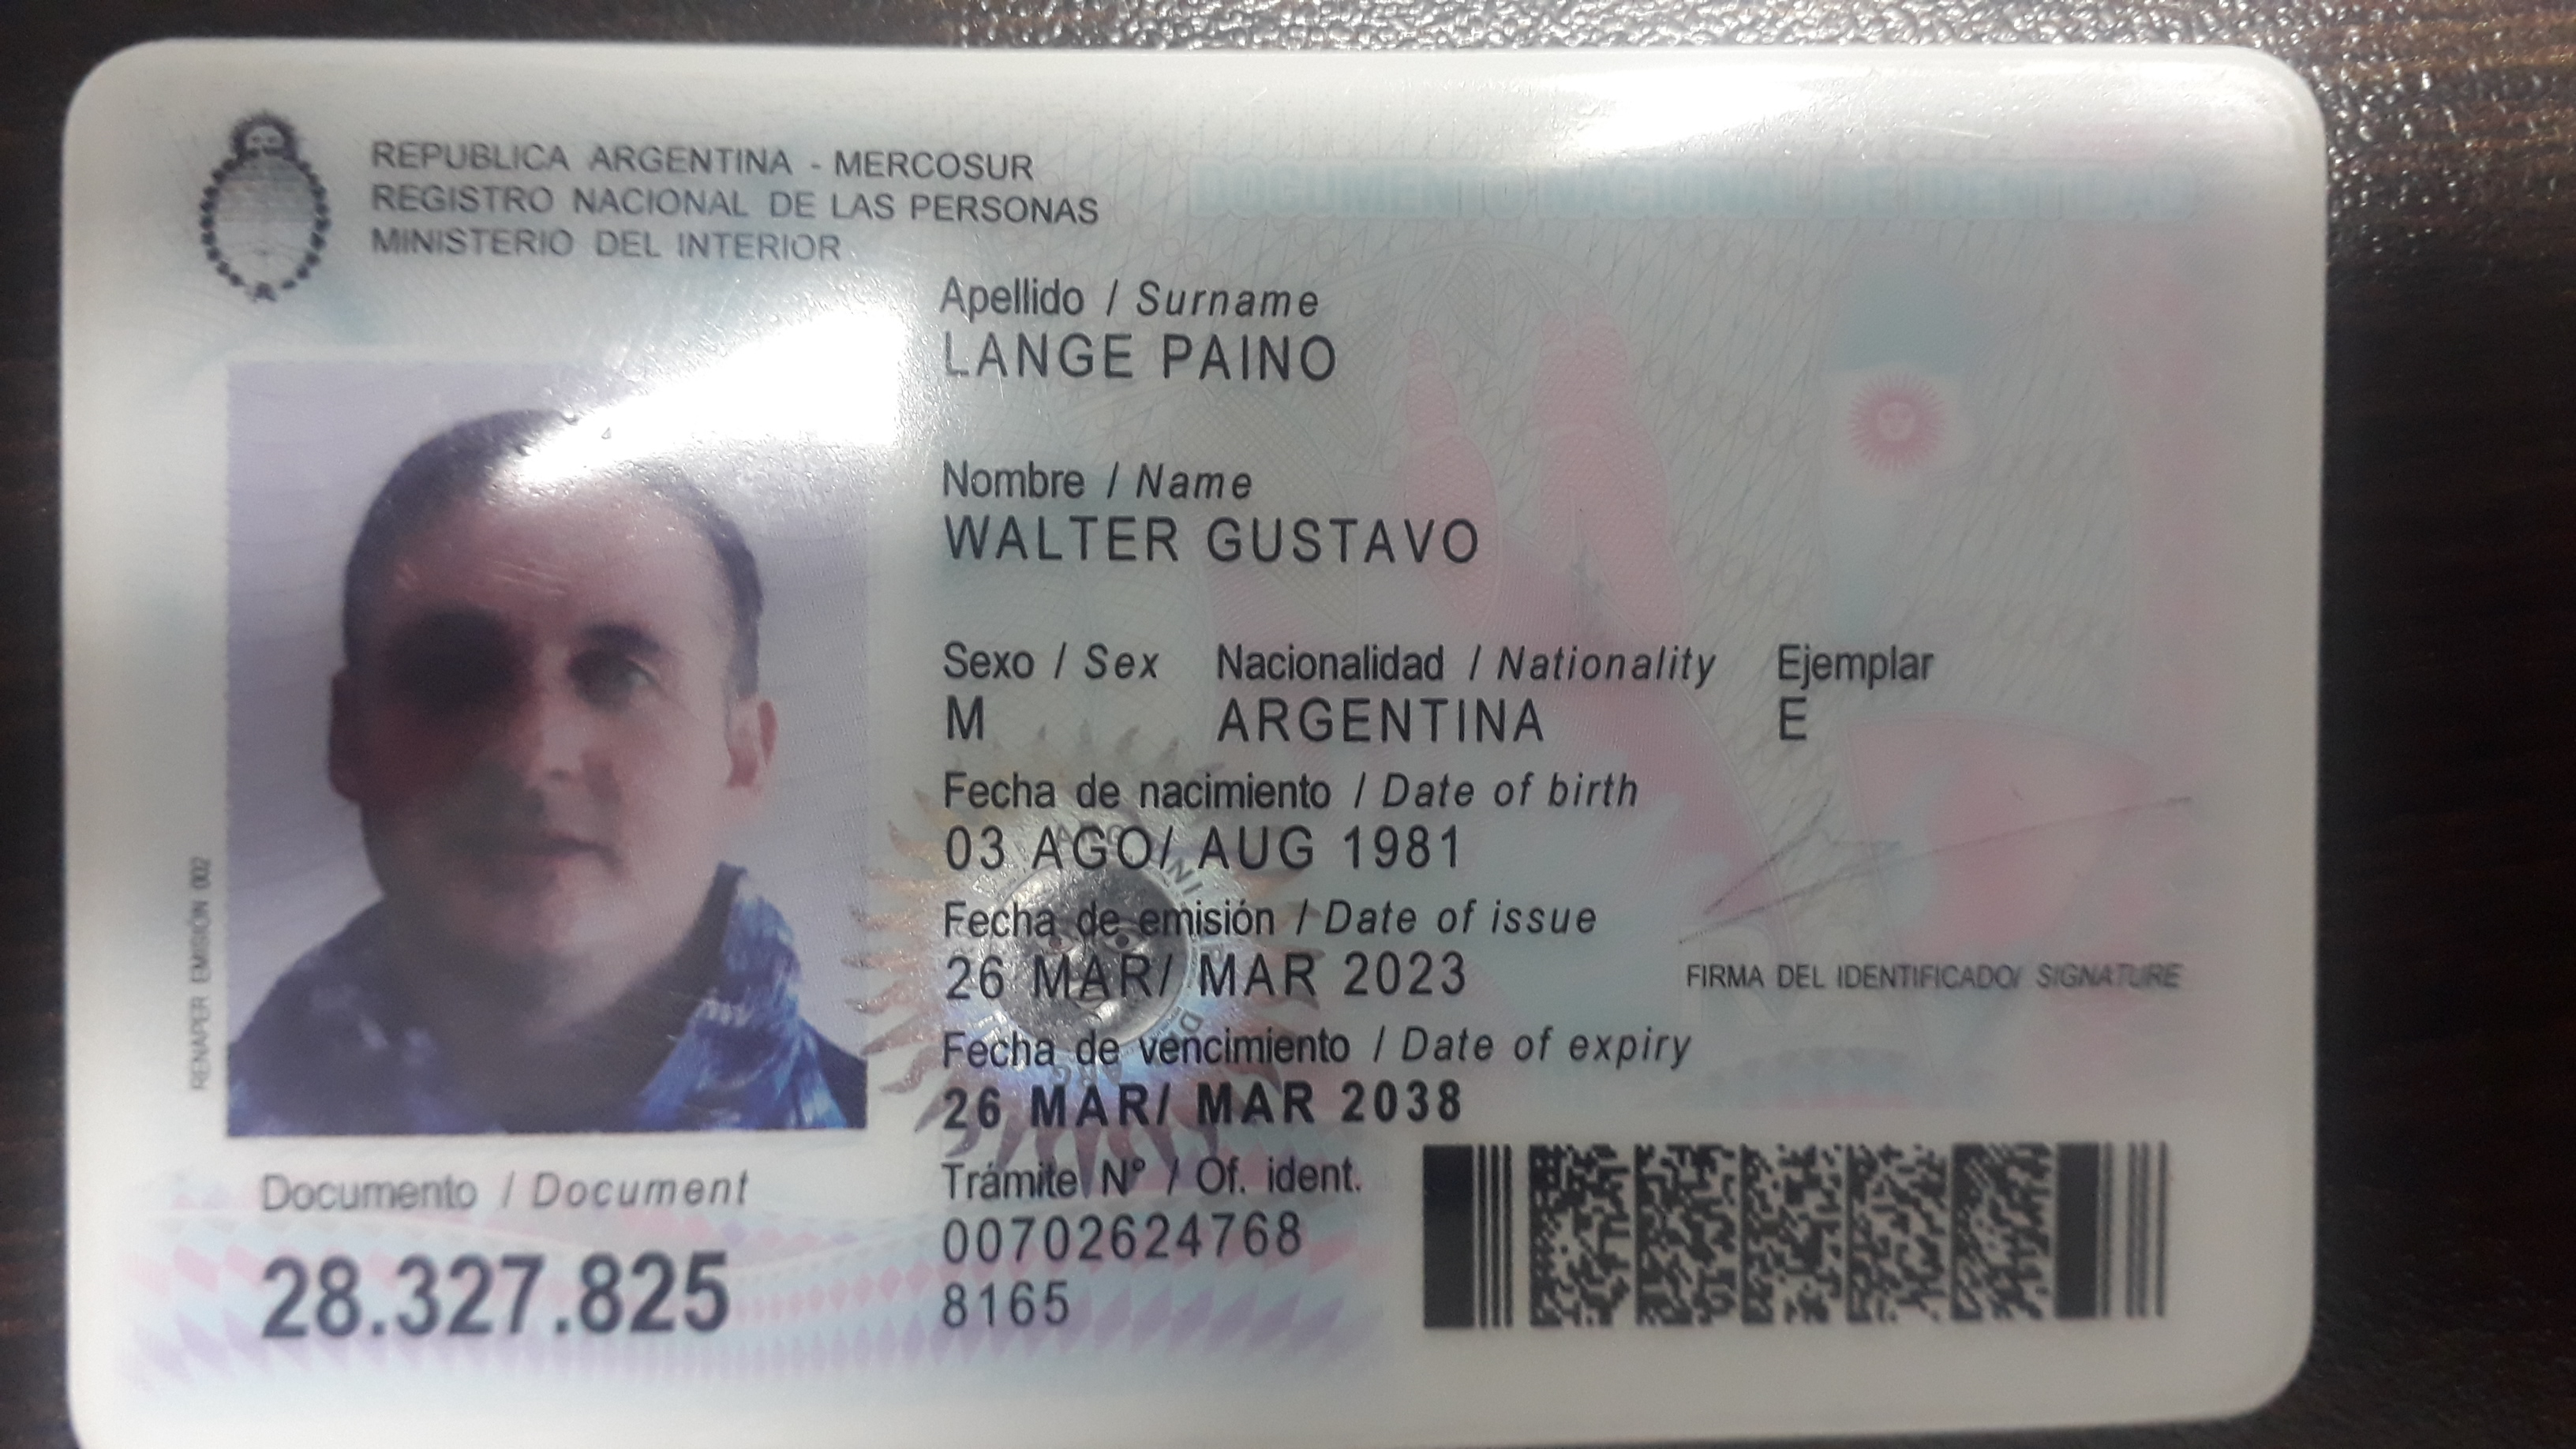 REPUBLICA ARGENTINA - MERCOSUR
REGISTRO NACIONAL DE LAS PERSONAS
MINISTERIO DEL INTERIOR
Apellido / Surname
LANGE PAINO
Nombre / Name
WALTER GUSTAVO
Sexo / Sex Nacionalidad / Nationality Ejemplar
M ARGENTINA E
Fecha de nacimiento / Date of birth
03 AGO/ AUG 1981
Fecha de emisión / Date of issue
26 MAR/ MAR 2023
Fecha de vencimiento / Date of expiry
26 MAR/ MAR 2038
FIRMA DEL IDENTIFICADO/ SIGNATURE
Trámite N° / Of. ident.
00702624768
8165
RENAPER EMISIÓN 002
Documento / Document
28.327.825